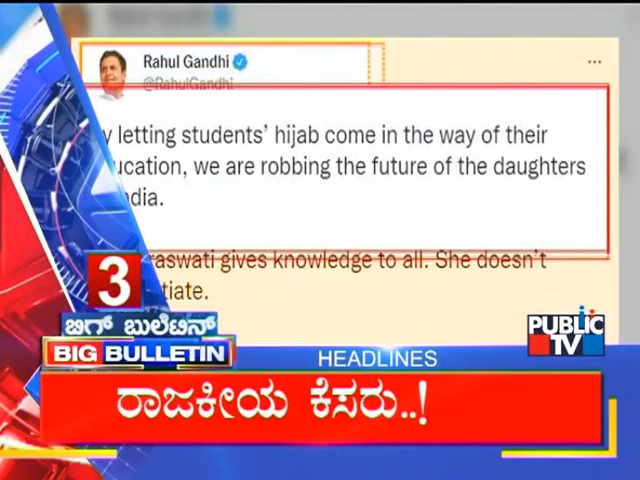 Rahul Gandhi
@RahulGandhi
...
y letting students' hijab come in the way of their
ucation, we are robbing the future of the daughters
ndia.
raswati gives knowledge to all. She doesn't
tiate.
3
ಬಿಗ್ ಬುಲೆಟಿನ್
BIG BULLETIN
HEADLINES
PUBLIC
TV
ರಾಜಕೀಯ ಕೆಸರು..!